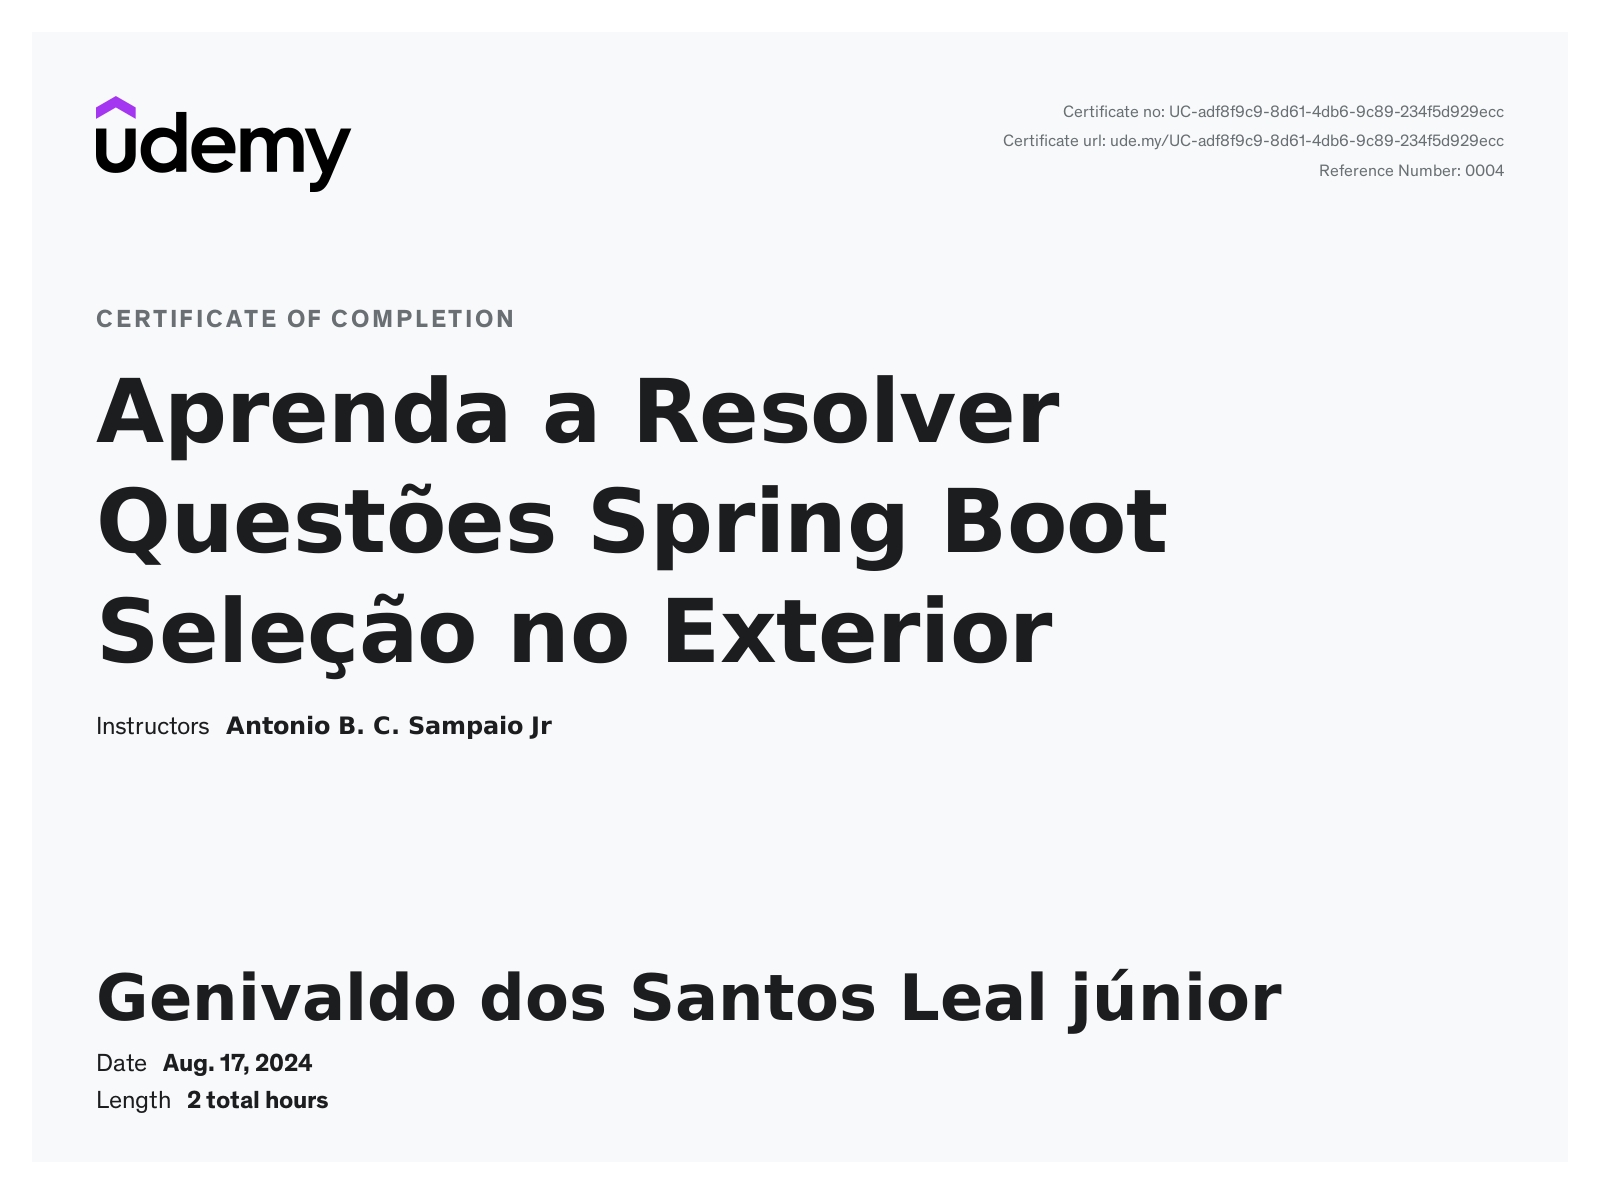 udemy
Certificate no: UC-adf8f9c9-8d61-4db6-9c89-234f5d929ecc
Certificate url: ude.my/UC-adf8f9c9-8d61-4db6-9c89-234f5d929ecc
Reference Number: 0004
CERTIFICATE OF COMPLETION
Aprenda a Resolver
Questões Spring Boot
Seleção no Exterior
Instructors Antonio B. C. Sampaio Jr
Genivaldo dos Santos Leal júnior
Date Aug. 17, 2024
Length 2 total hours